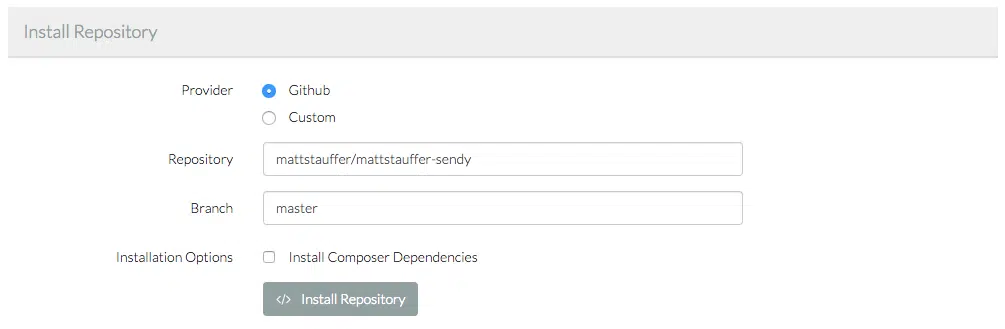 Install Repository
Provider
Github
Custom
Repository
mattstauffer/mattstauffer-sendy
Branch
master
Installation Options
Install Composer Dependencies
</> Install Repository